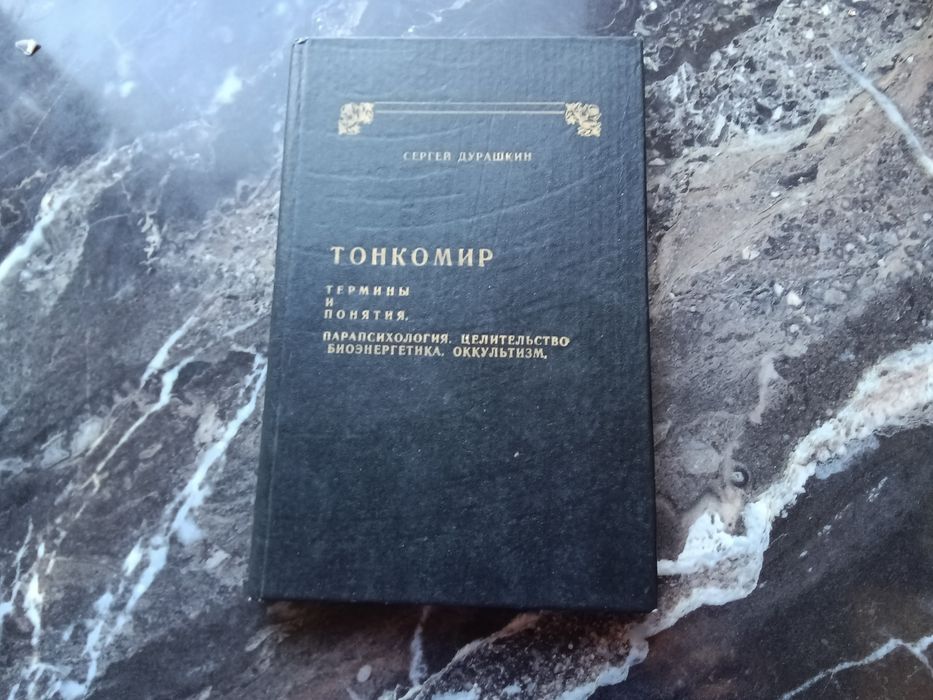 СЕРГЕЙ ДУРАШКИН
ТОНКОМИР
ТЕРМИНЫ
И
ПОНЯТИЯ.
ПАРАПСИХОЛОГИЯ. ЦЕЛИТЕЛЬСТВО
БИОЭНЕРГЕТИКА. ОККУЛЬТИЗМ.